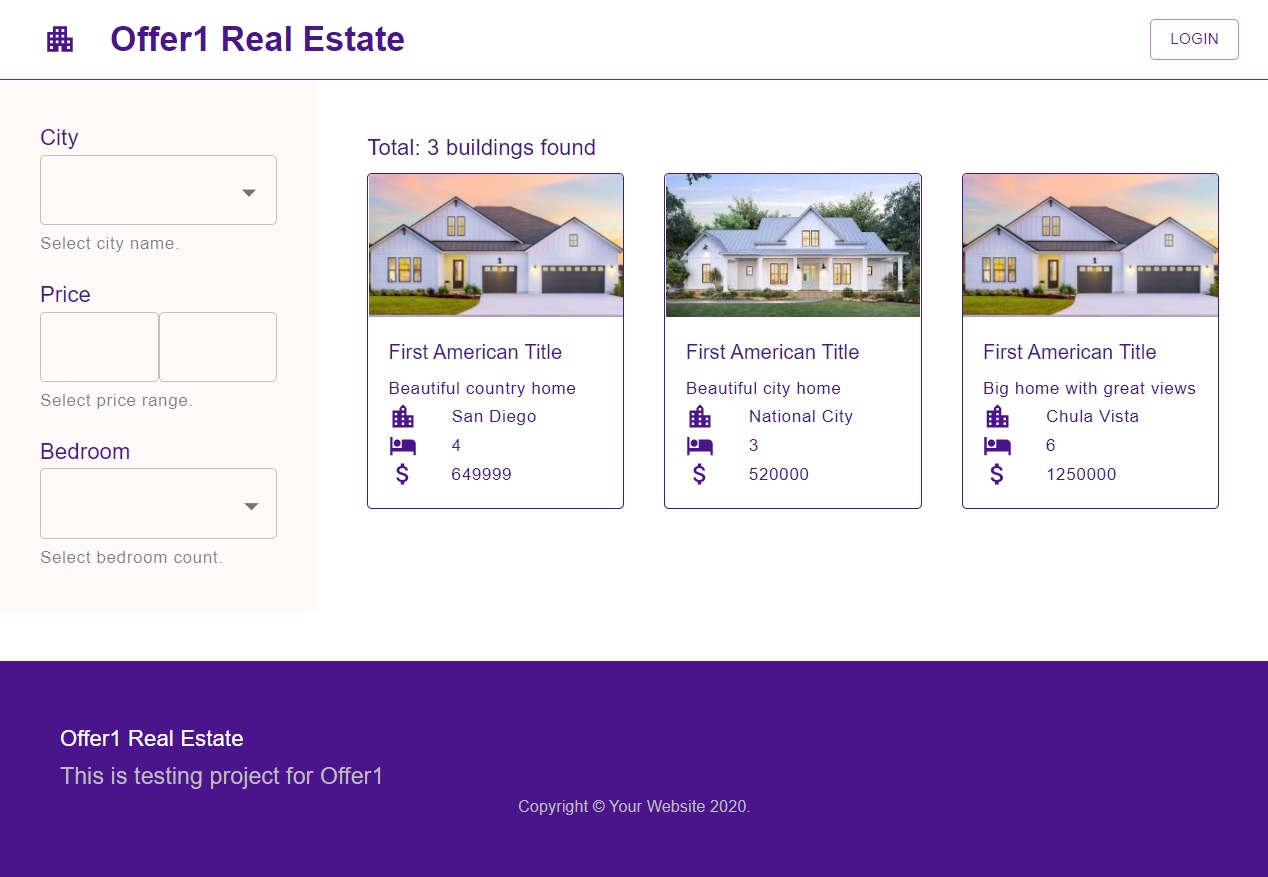 Offer1 Real Estate
LOGIN
City
Select city name.
Price
Select price range.
Bedroom
Select bedroom count.
Total: 3 buildings found
First American Title
Beautiful country home
San Diego
4
649999
First American Title
Beautiful city home
National City
3
520000
First American Title
Big home with great views
Chula Vista
6
1250000
Offer1 Real Estate
This is testing project for Offer1
Copyright © Your Website 2020.